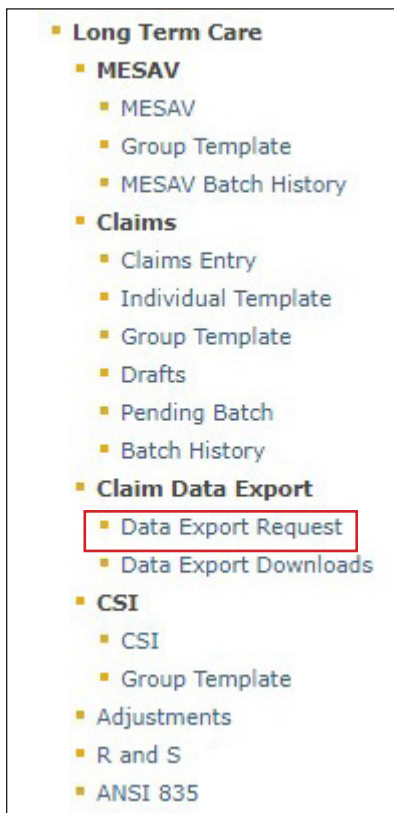 Long Term Care
MESAV
MESAV
Group Template
MESAV Batch History
Claims
Claims Entry
Individual Template
Group Template
Drafts
Pending Batch
Batch History
Claim Data Export
Data Export Request
Data Export Downloads
CSI
CSI
Group Template
Adjustments
R and S
ANSI 835